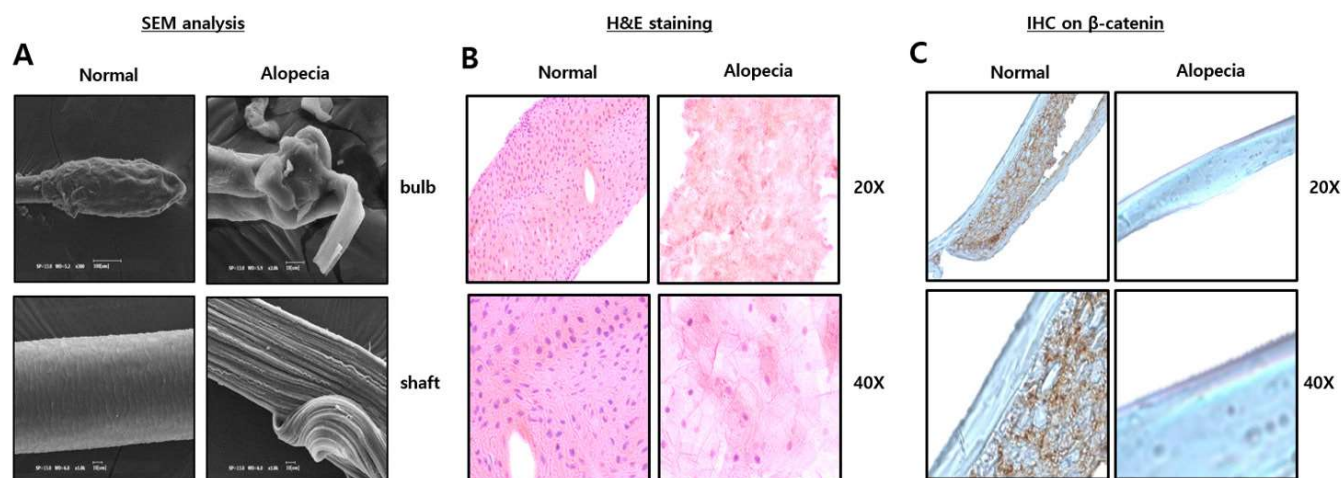 SEM analysis
H&E staining
IHC on β-catenin
A
B
C
Normal
Alopecia
Normal
Alopecia
Normal
Alopecia
bulb
20X
20X
shaft
40X
40X